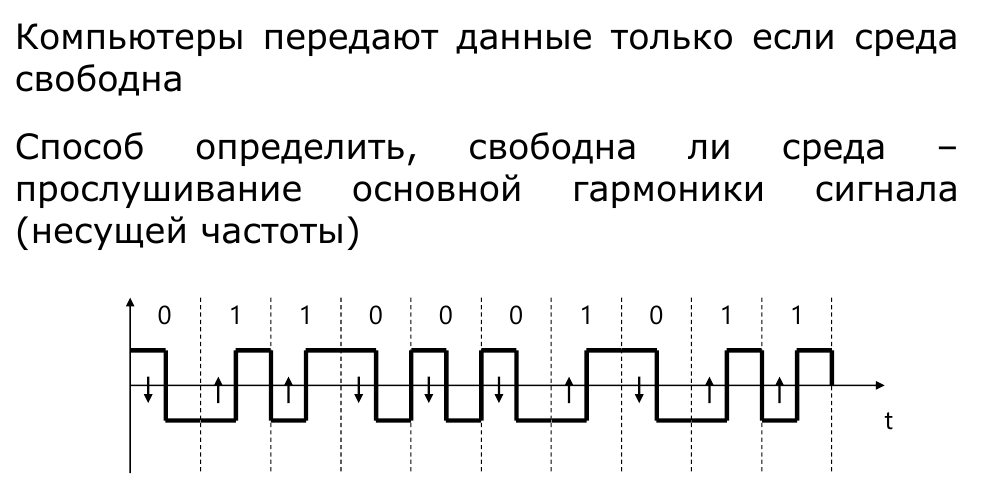 Компьютеры передают данные только если среда
свободна
Способ определить, свободна ли среда –
прослушивание основной гармоники сигнала
(несущей частоты)
0 1 1 0 0 0 1 0 1 1
t